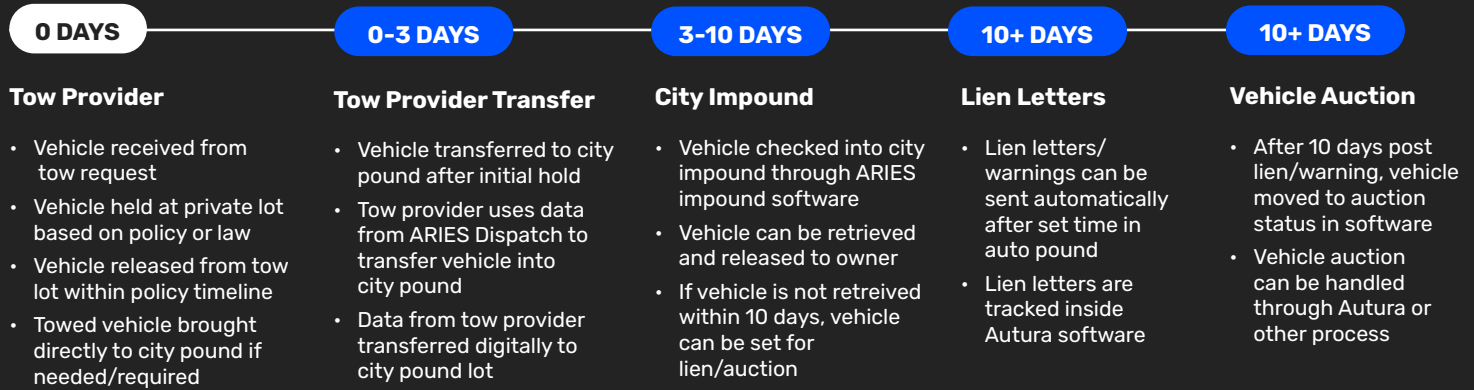 0 DAYS
0-3 DAYS
3-10 DAYS
10+ DAYS
10+ DAYS
Tow Provider
• Vehicle received from
tow request
• Vehicle held at private lot
based on policy or law
• Vehicle released from tow
lot within policy timeline
• Towed vehicle brought
directly to city pound if
needed/required
Tow Provider Transfer
• Vehicle transferred to city
pound after initial hold
• Tow provider uses data
from ARIES Dispatch to
transfer vehicle into
city pound
• Data from tow provider
transferred digitally to
city pound lot
City Impound
• Vehicle checked into city
impound through ARIES
impound software
• Vehicle can be retrieved
and released to owner
• If vehicle is not retreived
within 10 days, vehicle
can be set for
lien/auction
Lien Letters
• Lien letters/
warnings can be
sent automatically
after set time in
auto pound
• Lien letters are
tracked inside
Autura software
Vehicle Auction
• After 10 days post
lien/warning, vehicle
moved to auction
status in software
• Vehicle auction
can be handled
through Autura or
other process